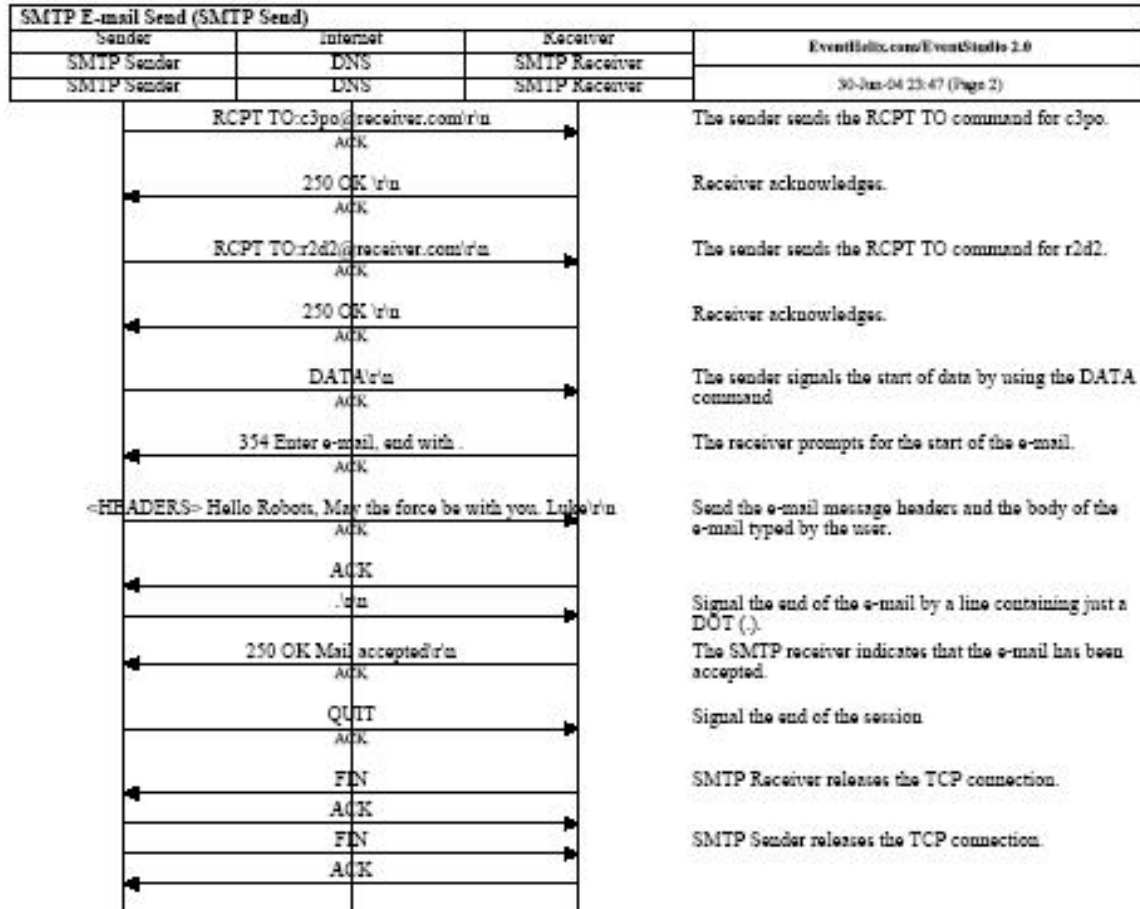 SMTP E-mail Send (SMTP Send)
Sender Internet Receiver EventHelix.com/EventStudio 2.0
SMTP Sender DNS SMTP Receiver
SMTP Sender DNS SMTP Receiver 30-Jun-04 23:47 (Page 2)
RCPT TO:c3po@receiver.com\r\n The sender sends the RCPT TO command for c3po.
ACK
250 OK \r\n Receiver acknowledges.
ACK
RCPT TO:r2d2@receiver.com\r\n The sender sends the RCPT TO command for r2d2.
ACK
250 OK \r\n Receiver acknowledges.
ACK
DATA\r\n The sender signals the start of data by using the DATA
command
ACK
354 Enter e-mail, end with . The receiver prompts for the start of the e-mail.
ACK
<HEADERS> Hello Robots, May the force be with you. Luke\r\n Send the e-mail message headers and the body of the
e-mail typed by the user.
ACK
ACK
.\r\n Signal the end of the e-mail by a line containing just a
DOT (.).
250 OK Mail accepted\r\n The SMTP receiver indicates that the e-mail has been
accepted.
ACK
QUIT Signal the end of the session
ACK
FIN SMTP Receiver releases the TCP connection.
ACK
FIN SMTP Sender releases the TCP connection.
ACK